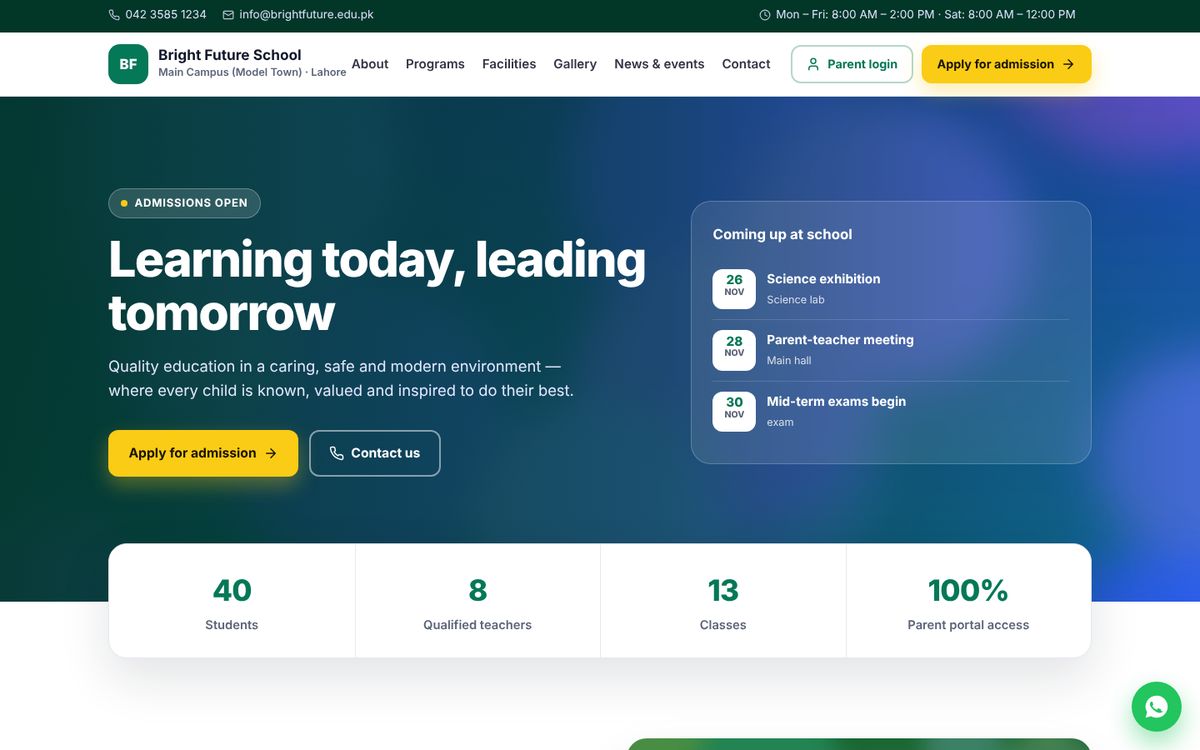 042 3585 1234
info@brightfuture.edu.pk
Mon – Fri: 8:00 AM – 2:00 PM · Sat: 8:00 AM – 12:00 PM
BF
Bright Future School
Main Campus (Model Town) · Lahore
About
Programs
Facilities
Gallery
News & events
Contact
Parent login
Apply for admission
ADMISSIONS OPEN
Learning today, leading
tomorrow
Quality education in a caring, safe and modern environment —
where every child is known, valued and inspired to do their best.
Apply for admission
Contact us
Coming up at school
26
NOV
Science exhibition
Science lab
28
NOV
Parent-teacher meeting
Main hall
30
NOV
Mid-term exams begin
exam
40
Students
8
Qualified teachers
13
Classes
100%
Parent portal access